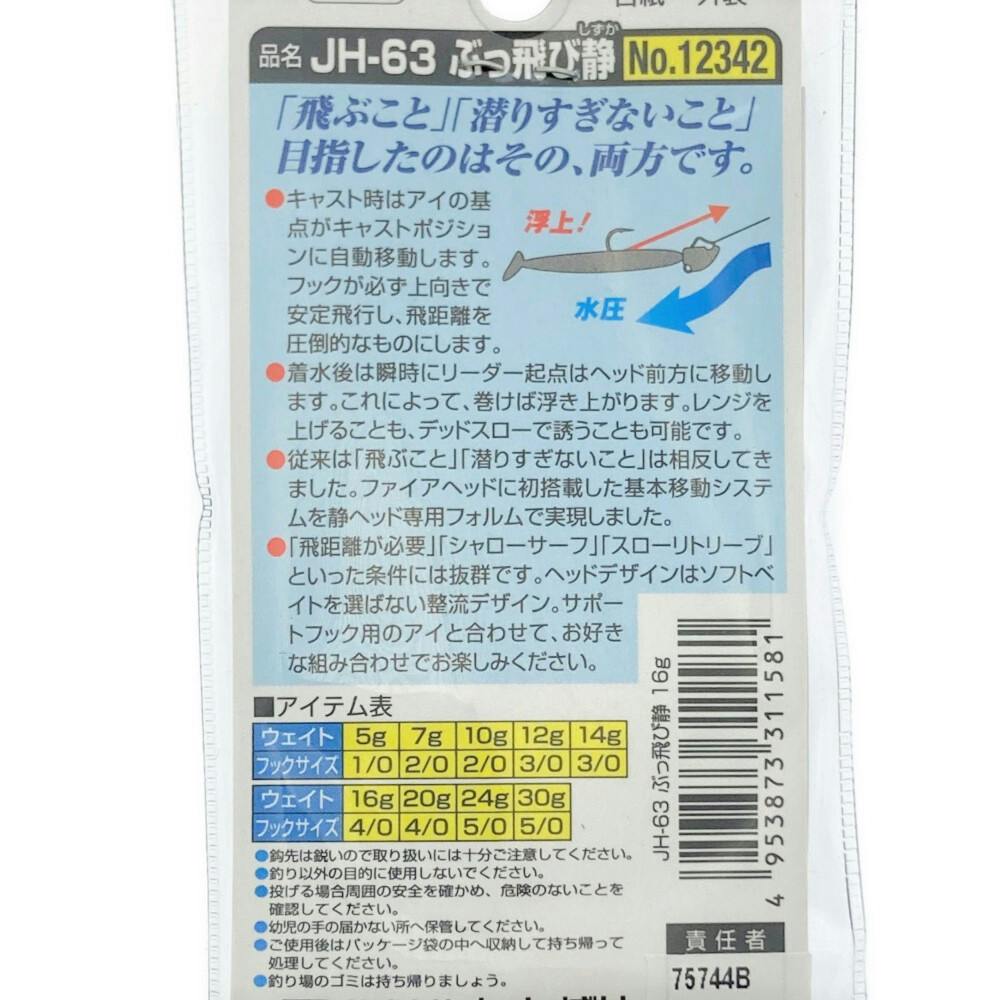 台紙
品名 JH-63 ぶっ飛び静 No.12342
しずか
「飛ぶこと」「潜りすぎないこと」
目指したのはその、両方です。
●キャスト時はアイの基
点がキャストポジショ
ンに自動移動します。
フックが必ず上向きで
安定飛行し、飛距離を
圧倒的なものにします。
浮上!
水圧
●着水後は瞬時にリーダー起点はヘッド前方に移動し
ます。これによって、巻けば浮き上がります。レンジを
上げることも、デッドスローで誘うことも可能です。
●従来は「飛ぶこと」「潜りすぎないこと」は相反してき
ました。ファイアヘッドに初搭載した基本移動システ
ムを静ヘッド専用フォルムで実現しました。
●「飛距離が必要」「シャローサーフ」「スローリトリーブ」
といった条件には抜群です。ヘッドデザインはソフトベ
イトを選ばない整流デザイン。サポー
トフック用のアイと合わせて、お好き
な組み合わせでお楽しみください。
■アイテム表
ウェイト 5g 7g 10g 12g 14g
フックサイズ 1/0 2/0 2/0 3/0 3/0
ウェイト 16g 20g 24g 30g
フックサイズ 4/0 4/0 5/0 5/0
●鈎先は鋭いので取り扱いには十分ご注意してください。
●釣り以外の目的に使用しないでください。
●投げる場合周囲の安全を確かめ、危険のないことを
確認してください。
●幼児の手の届かない所へ保管してください。
●ご使用後はパッケージ袋の中へ収納して持ち帰って
処理してください。
●釣り場のゴミは持ち帰りましょう。
JH-63 ぶっ飛び静 16g
4 953873 311581
責任者
75744B